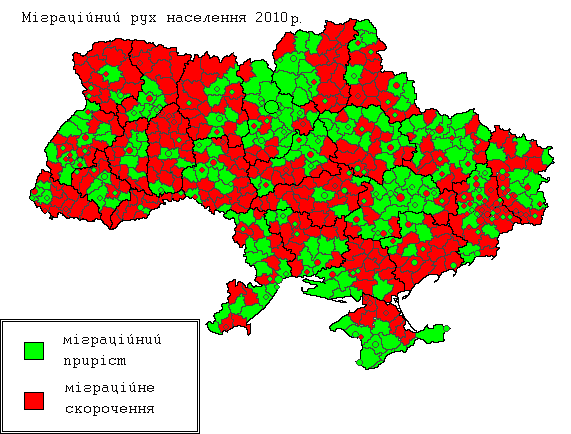 Міграційний рух населення 2010р.
міграційний
приріст
міграційне
скорочення